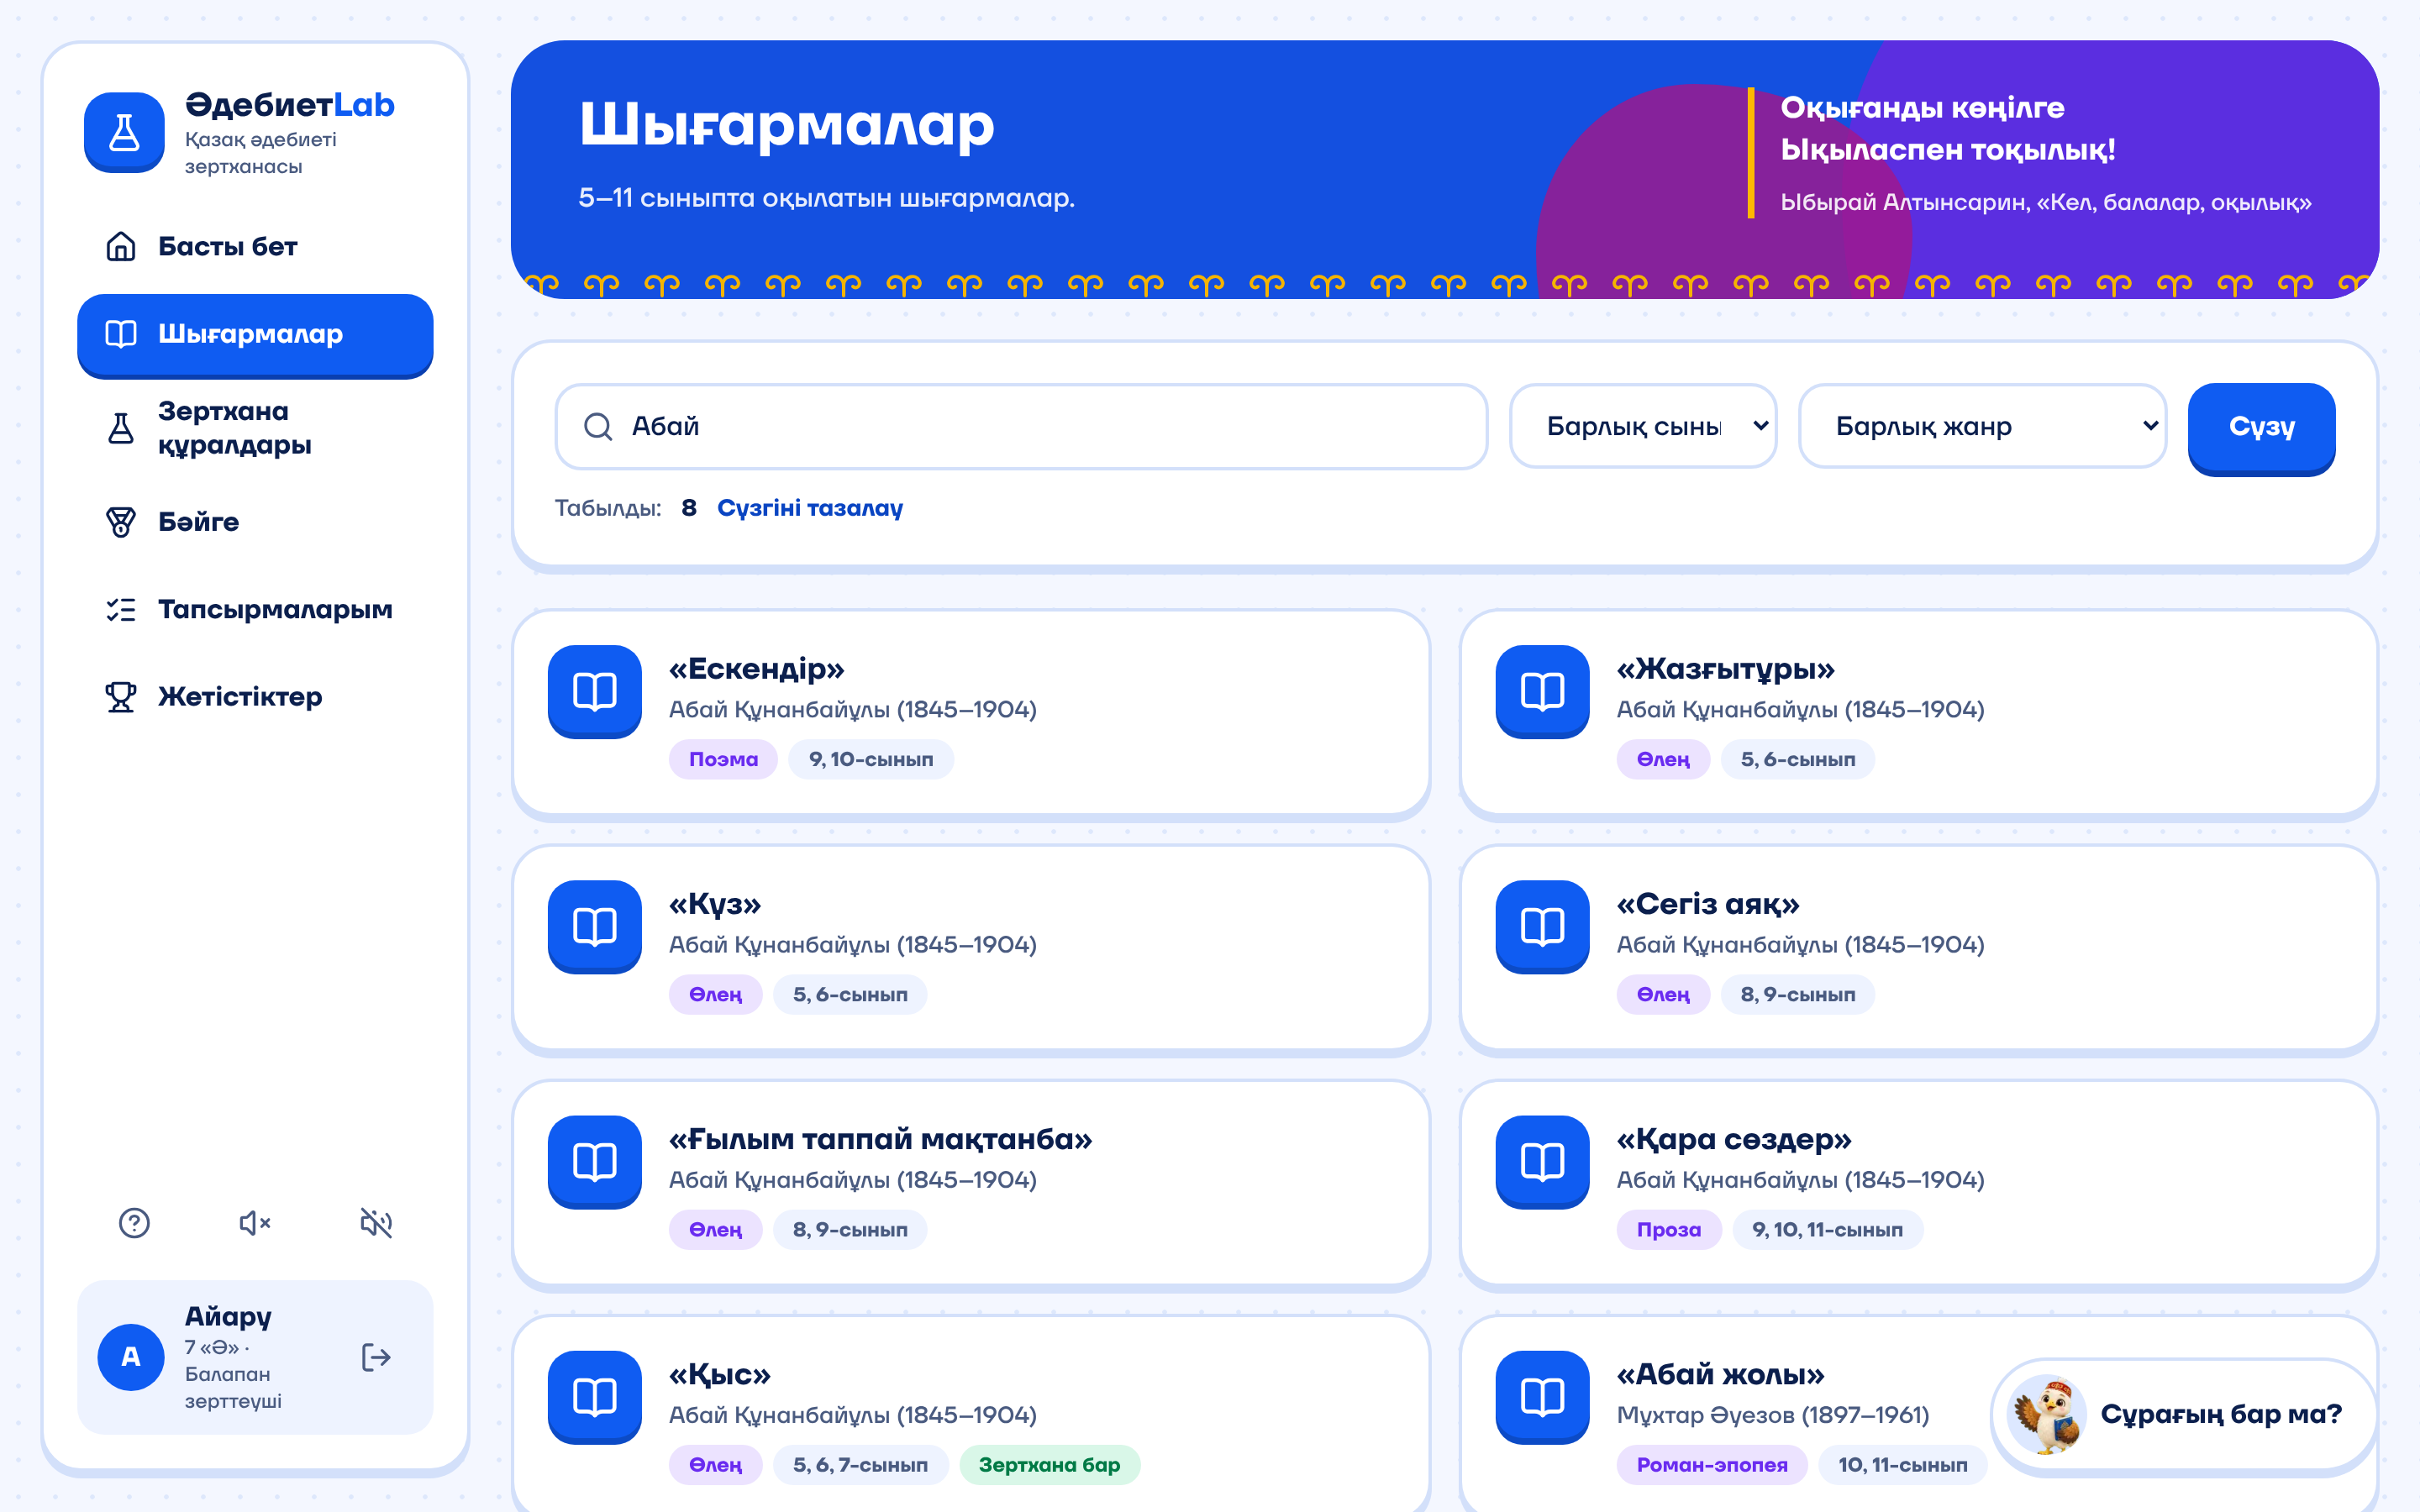 ӘдебиетLab
Қазақ әдебиеті
зертханасы
Басты бет
Шығармалар
Зертхана
құралдары
Бәйге
Тапсырмаларым
Жетістіктер
А
Айару
7 «Ә» ·
Балапан
зерттеуші
Шығармалар
5–11 сыныпта оқылатын шығармалар.
Оқығанды көңілге
Ықыласпен тоқылық!
Ыбырай Алтынсарин, «Кел, балалар, оқылық»
Абай
Барлық сыны
Барлық жанр
Сүзу
Табылды: 8 Сүзгіні тазалау
«Ескендір»
Абай Құнанбайұлы (1845–1904)
Поэма 9, 10-сынып
«Жазғытұры»
Абай Құнанбайұлы (1845–1904)
Өлең 5, 6-сынып
«Күз»
Абай Құнанбайұлы (1845–1904)
Өлең 5, 6-сынып
«Сегіз аяқ»
Абай Құнанбайұлы (1845–1904)
Өлең 8, 9-сынып
«Ғылым таппай мақтанба»
Абай Құнанбайұлы (1845–1904)
Өлең 8, 9-сынып
«Қара сөздер»
Абай Құнанбайұлы (1845–1904)
Проза 9, 10, 11-сынып
«Қыс»
Абай Құнанбайұлы (1845–1904)
Өлең 5, 6, 7-сынып Зертхана бар
«Абай жолы»
Мұхтар Әуезов (1897–1961)
Роман-эпопея 10, 11-сынып
Сұрағың бар ма?